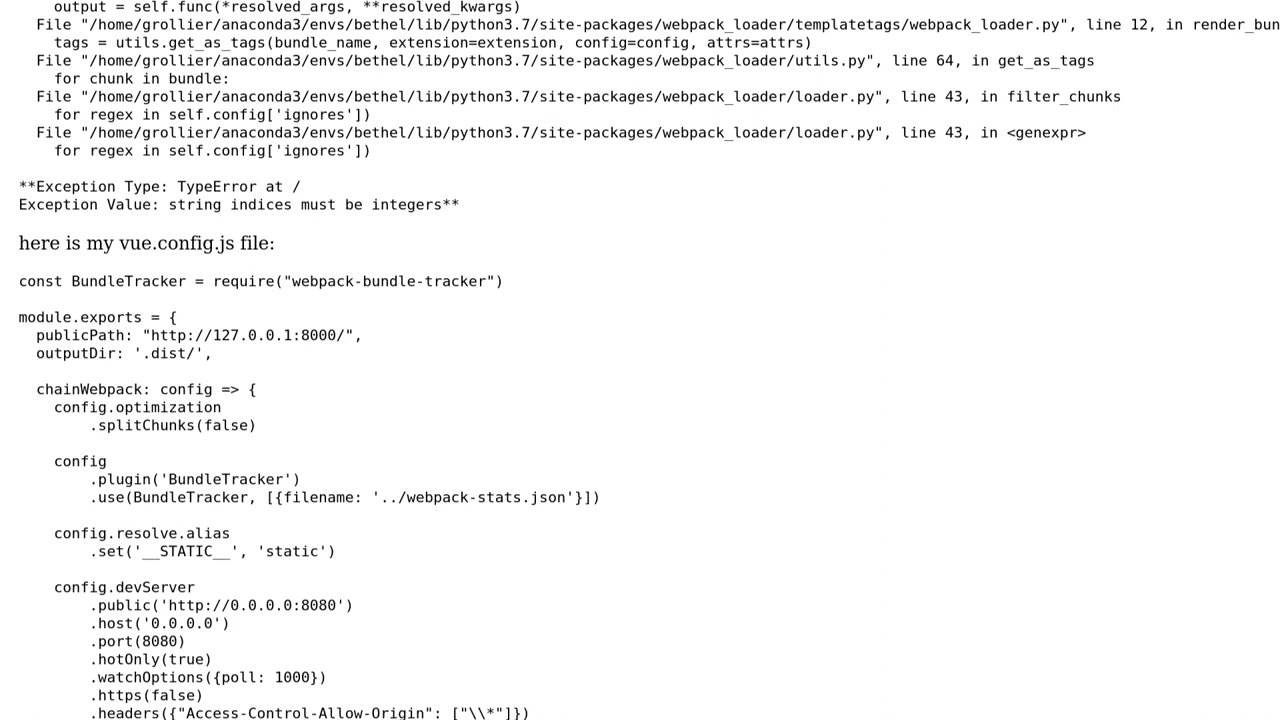 output = self.func(*resolved_args, **resolved_kwargs)
File "/home/grollier/anaconda3/envs/bethel/lib/python3.7/site-packages/webpack_loader/templatetags/webpack_loader.py", line 12, in render_bun
tags = utils.get_as_tags(bundle_name, extension=extension, config=config, attrs=attrs)
File "/home/grollier/anaconda3/envs/bethel/lib/python3.7/site-packages/webpack_loader/utils.py", line 64, in get_as_tags
for chunk in bundle:
File "/home/grollier/anaconda3/envs/bethel/lib/python3.7/site-packages/webpack_loader/loader.py", line 43, in filter_chunks
for regex in self.config['ignores'])
File "/home/grollier/anaconda3/envs/bethel/lib/python3.7/site-packages/webpack_loader/loader.py", line 43, in <genexpr>
for regex in self.config['ignores'])
**Exception Type: TypeError at /
Exception Value: string indices must be integers**
here is my vue.config.js file:
const BundleTracker = require("webpack-bundle-tracker")
module.exports = {
publicPath: "http://127.0.0.1:8000/",
outputDir: '.dist/',
chainWebpack: config => {
config.optimization
.splitChunks(false)
config
.plugin('BundleTracker')
.use(BundleTracker, [{filename: '../webpack-stats.json'}])
config.resolve.alias
.set('__STATIC__', 'static')
config.devServer
.public('http://0.0.0.0:8080')
.host('0.0.0.0')
.port(8080)
.hotOnly(true)
.watchOptions({poll: 1000})
.https(false)
.headers({"Access-Control-Allow-Origin": ["\\*"]})